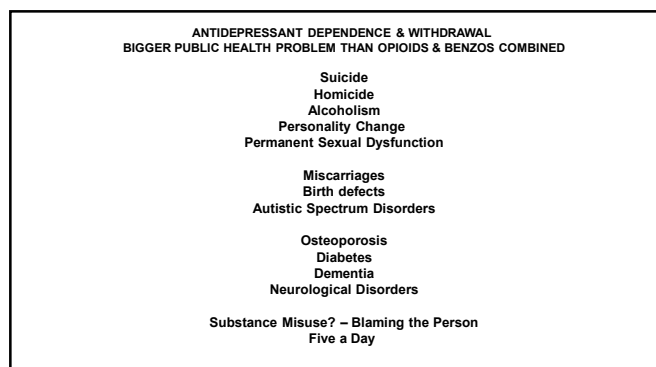 ANTIDEPRESSANT DEPENDENCE & WITHDRAWAL
BIGGER PUBLIC HEALTH PROBLEM THAN OPIOIDS & BENZOS COMBINED
Suicide
Homicide
Alcoholism
Personality Change
Permanent Sexual Dysfunction
Miscarriages
Birth defects
Autistic Spectrum Disorders
Osteoporosis
Diabetes
Dementia
Neurological Disorders
Substance Misuse? – Blaming the Person
Five a Day